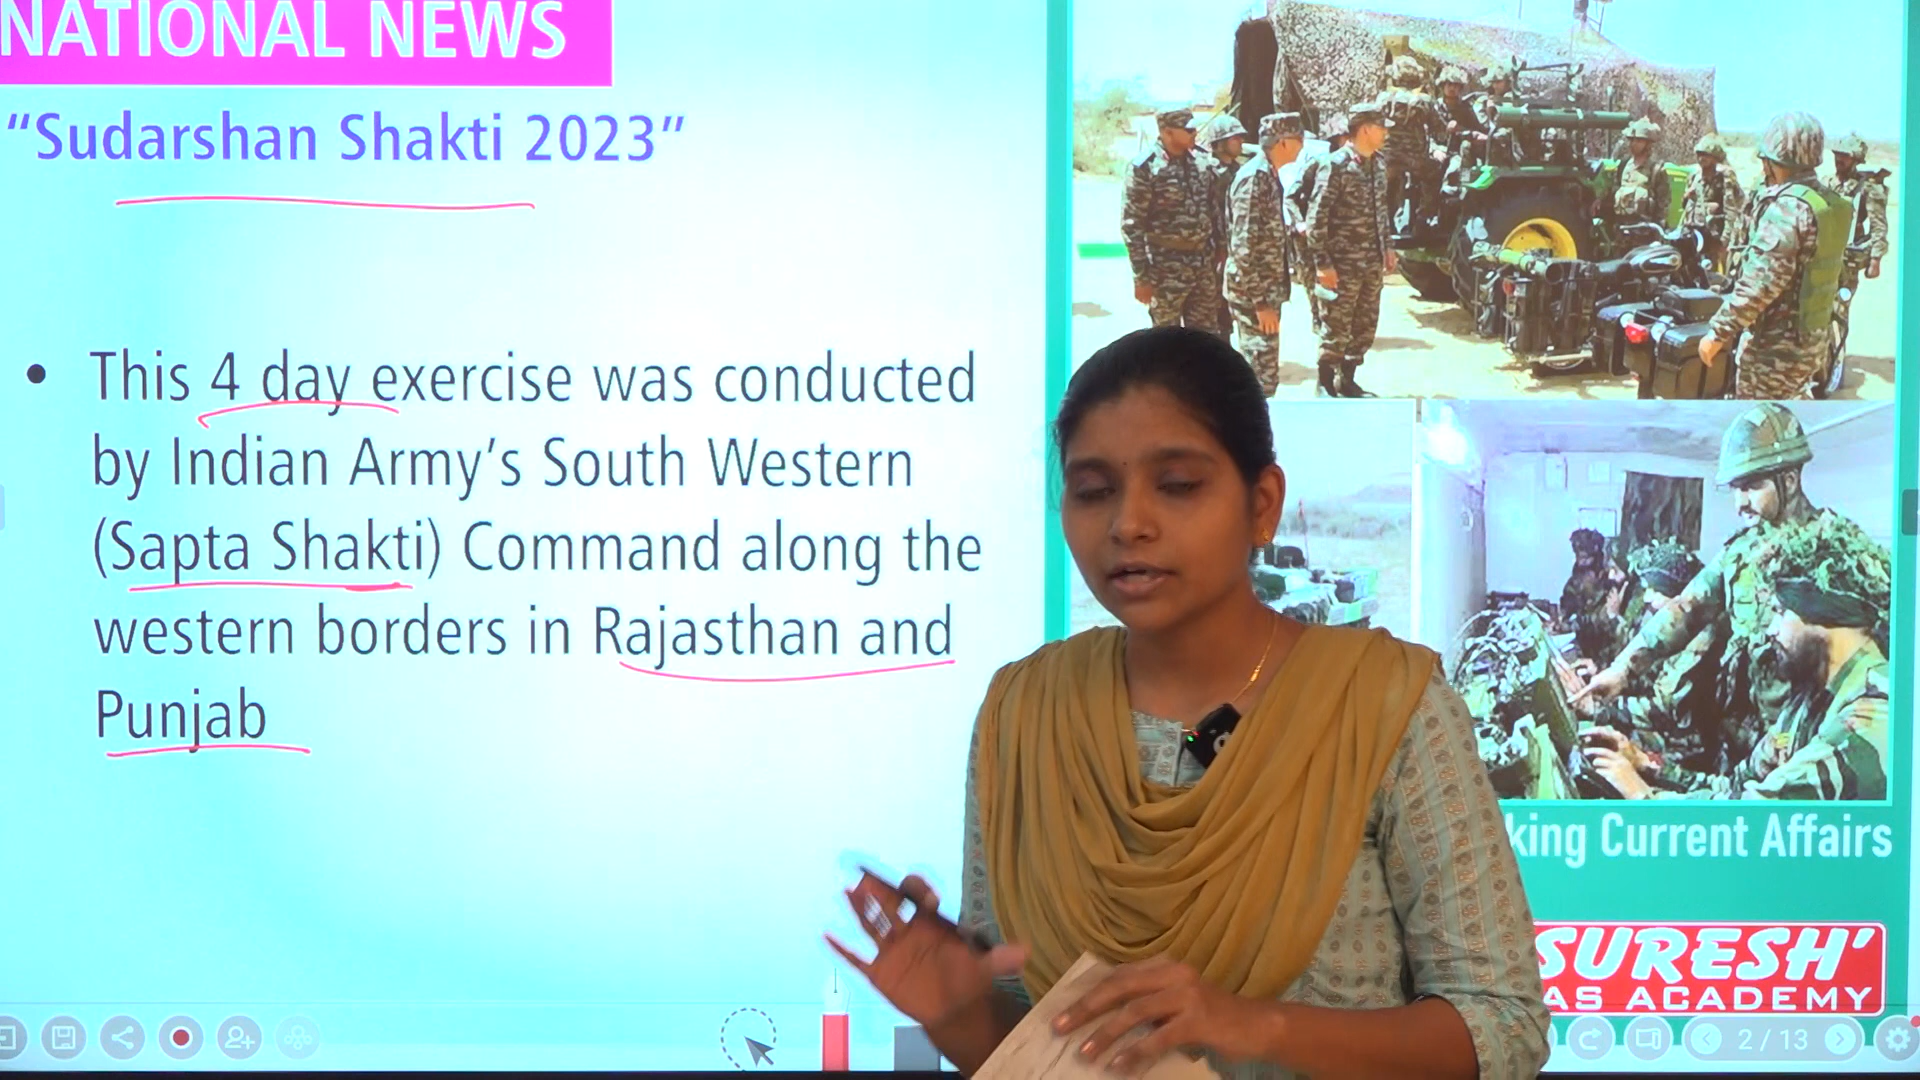 NATIONAL NEWS
“Sudarshan Shakti 2023”
• This 4 day exercise was conducted
by Indian Army’s South Western
(Sapta Shakti) Command along the
western borders in Rajasthan and
Punjab
king Current Affairs
SURESH’
AS ACADEMY
2 / 13